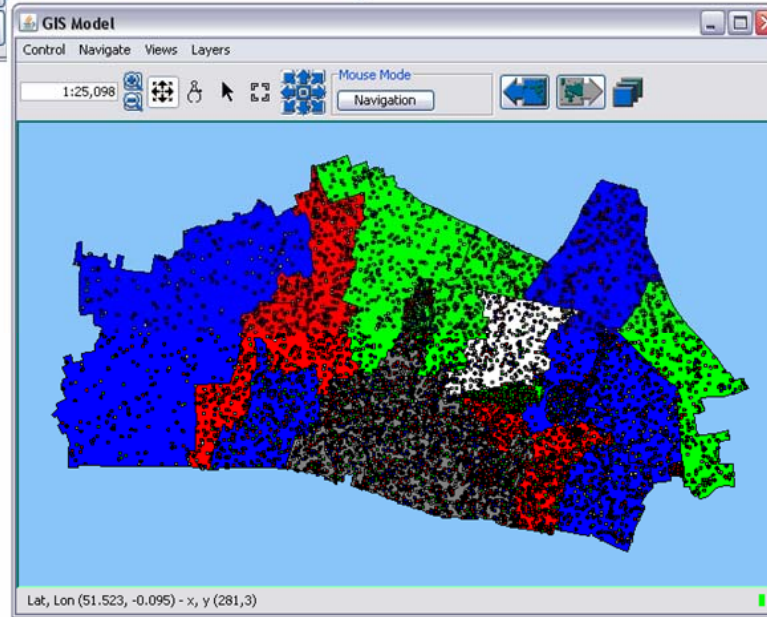 GIS Model
Control Navigate Views Layers
1:25,098
Mouse Mode
Navigation
Lat, Lon (51.523, -0.095) - x, y (281,3)